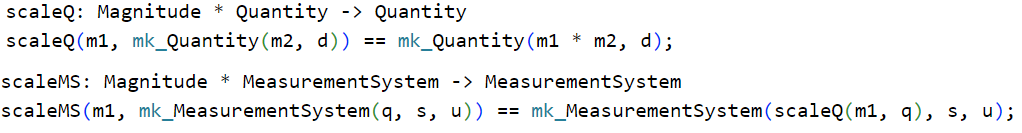 scaleQ: Magnitude * Quantity -> Quantity
scaleQ(m1, mk_Quantity(m2, d)) == mk_Quantity(m1 * m2, d);
scaleMS: Magnitude * MeasurementSystem -> MeasurementSystem
scaleMS(m1, mk_MeasurementSystem(q, s, u)) == mk_MeasurementSystem(scaleQ(m1, q), s, u);